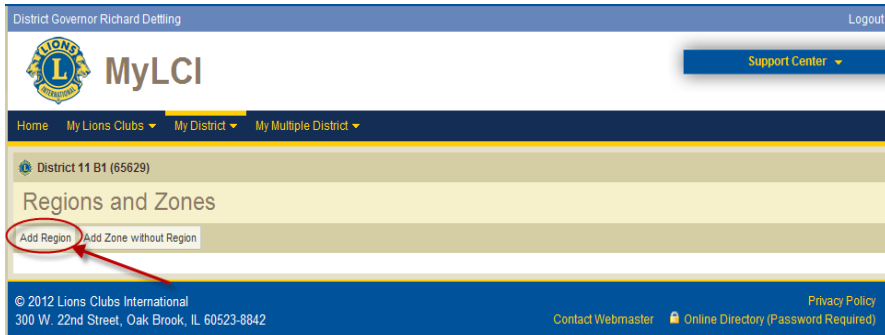 District Governor Richard Dettling Logout
LIONS
L
INTERNATIONAL
MyLCI
Support Center
Home My Lions Clubs My District My Multiple District
District 11 B1 (65629)
Regions and Zones
Add Region Add Zone without Region
© 2012 Lions Clubs International Privacy Policy
300 W. 22nd Street, Oak Brook, IL 60523-8842 Contact Webmaster Online Directory (Password Required)